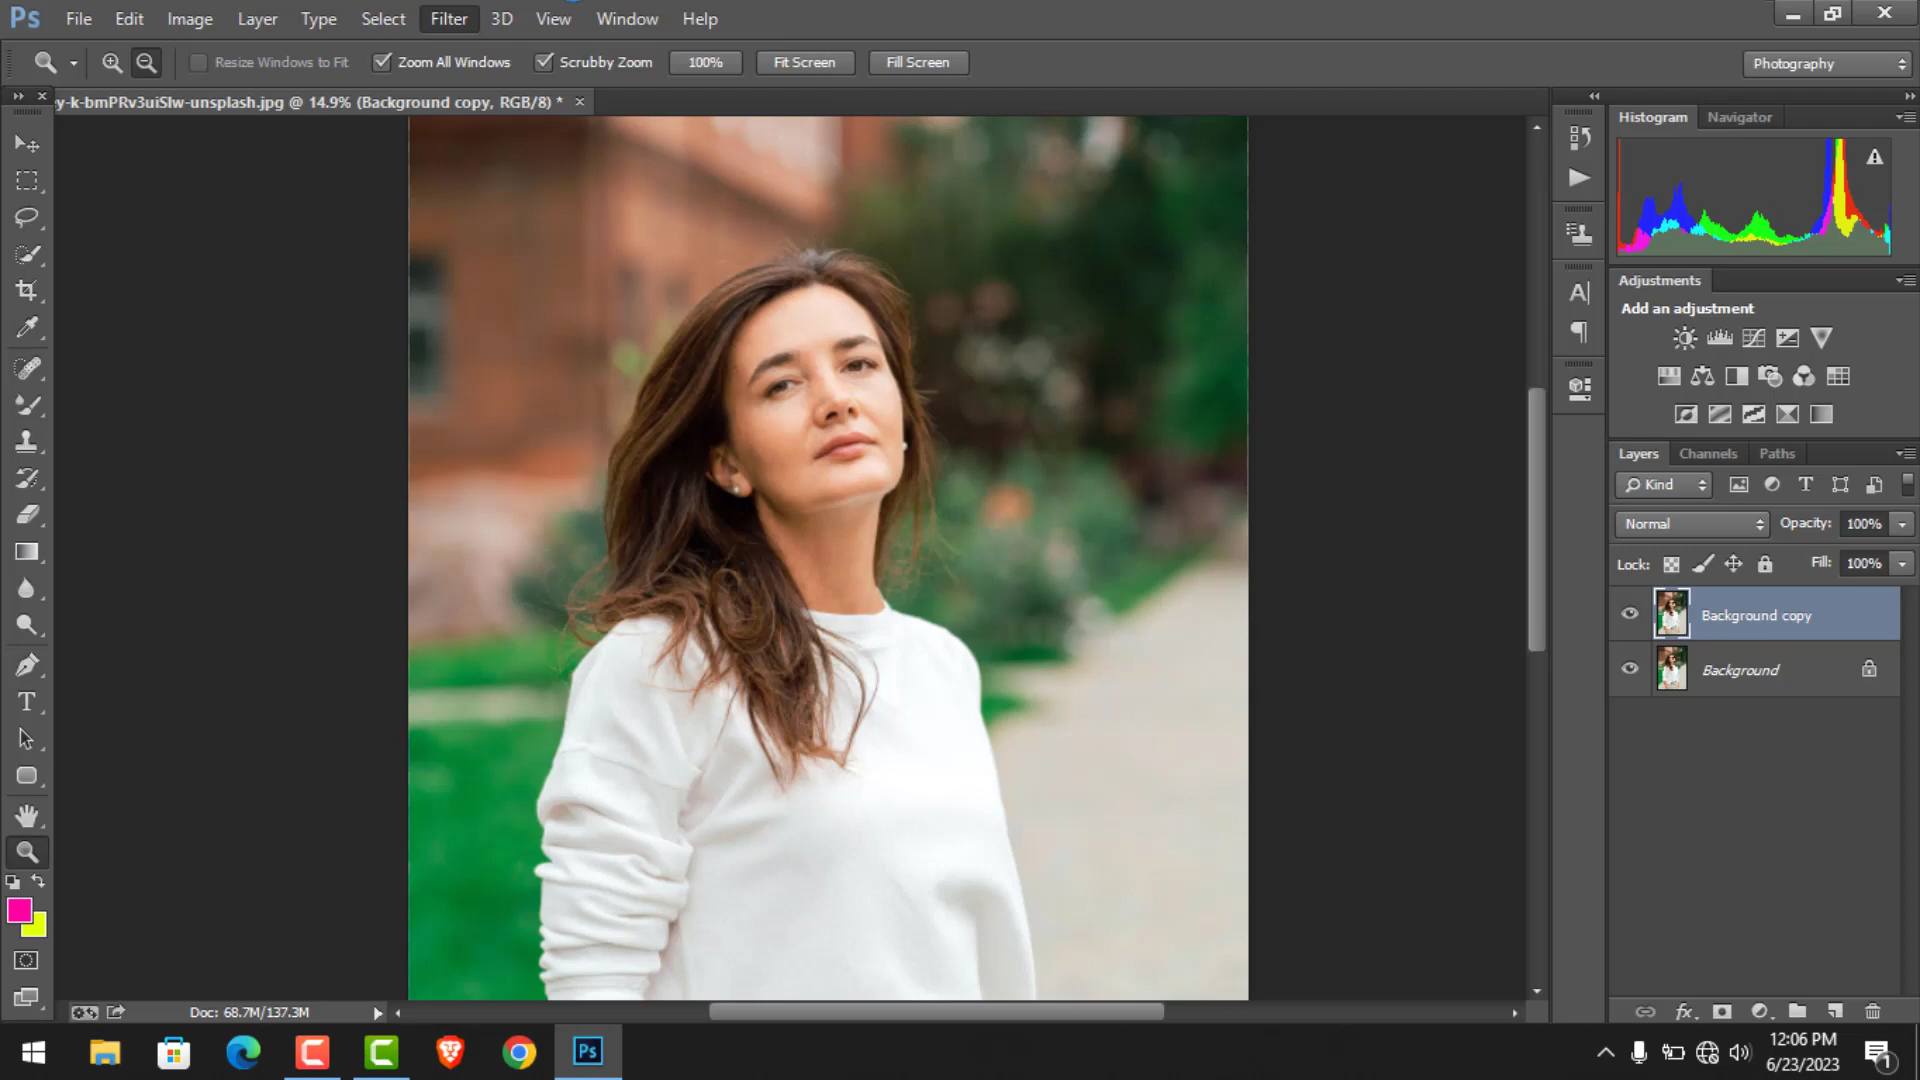 Ps File Edit Image Layer Type Select Filter 3D View Window Help
Resize Windows to Fit Zoom All Windows Scrubby Zoom 100% Fit Screen Fill Screen Photography
y-k-bmPRv3uiSlw-unsplash.jpg @ 14.9% (Background copy, RGB/8) * ×
Histogram Navigator
Adjustments
Add an adjustment
Layers Channels Paths
Kind
Normal Opacity: 100%
Lock: Fill: 100%
Background copy
Background
Doc: 68.7M/137.3M
Ps
12:06 PM
6/23/2023
1